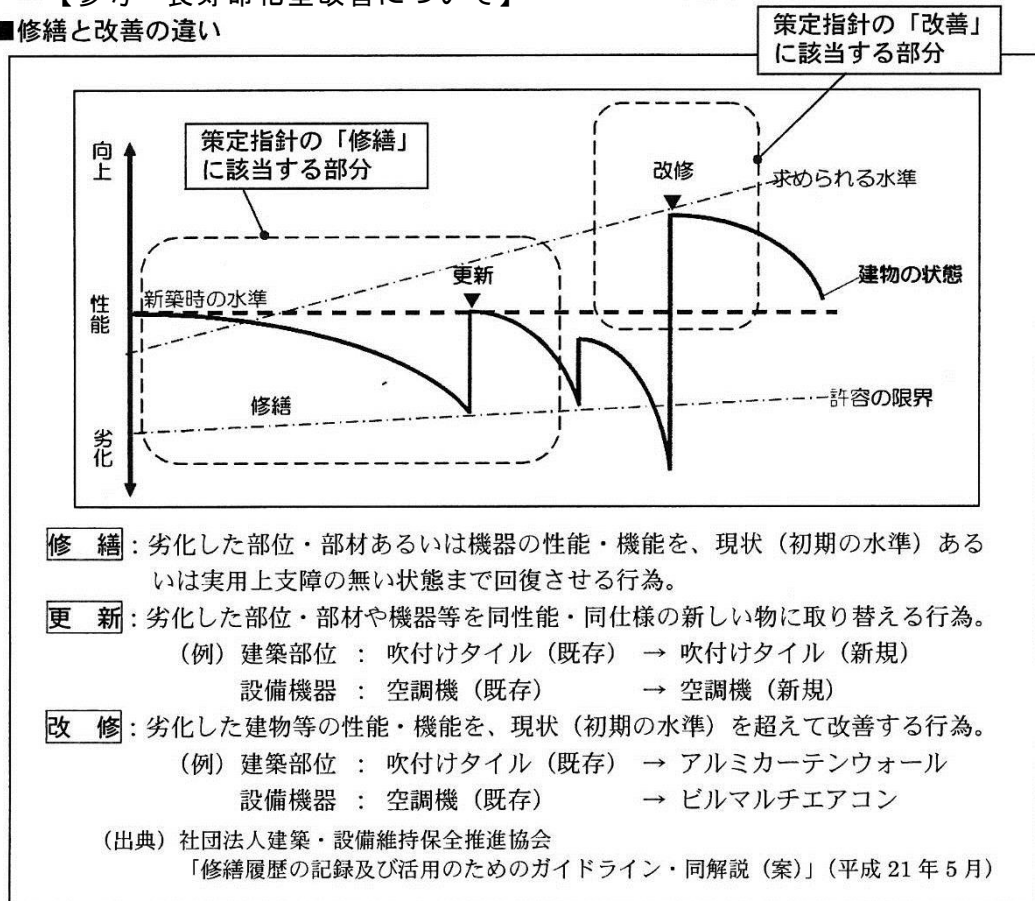 【参考 長寿命化型改善について】
■修繕と改善の違い
策定指針の「改善」
に該当する部分
策定指針の「修繕」
に該当する部分
向上
改修
求められる水準
更新
建物の状態
性能
新築時の水準
修繕
許容の限界
劣化
修 繕：劣化した部位・部材あるいは機器の性能・機能を、現状（初期の水準）ある
いは実用上支障の無い状態まで回復させる行為。
更 新：劣化した部位・部材や機器等を同性能・同仕様の新しい物に取り替える行為。
（例）建築部位 ： 吹付けタイル（既存） → 吹付けタイル（新規）
設備機器 ： 空調機（既存） → 空調機（新規）
改 修：劣化した建物等の性能・機能を、現状（初期の水準）を超えて改善する行為。
（例）建築部位 ： 吹付けタイル（既存） → アルミカーテンウォール
設備機器 ： 空調機（既存） → ビルマルチエアコン
（出典）社団法人建築・設備維持保全推進協会
「修繕履歴の記録及び活用のためのガイドライン・同解説（案）」（平成 21 年 5 月）